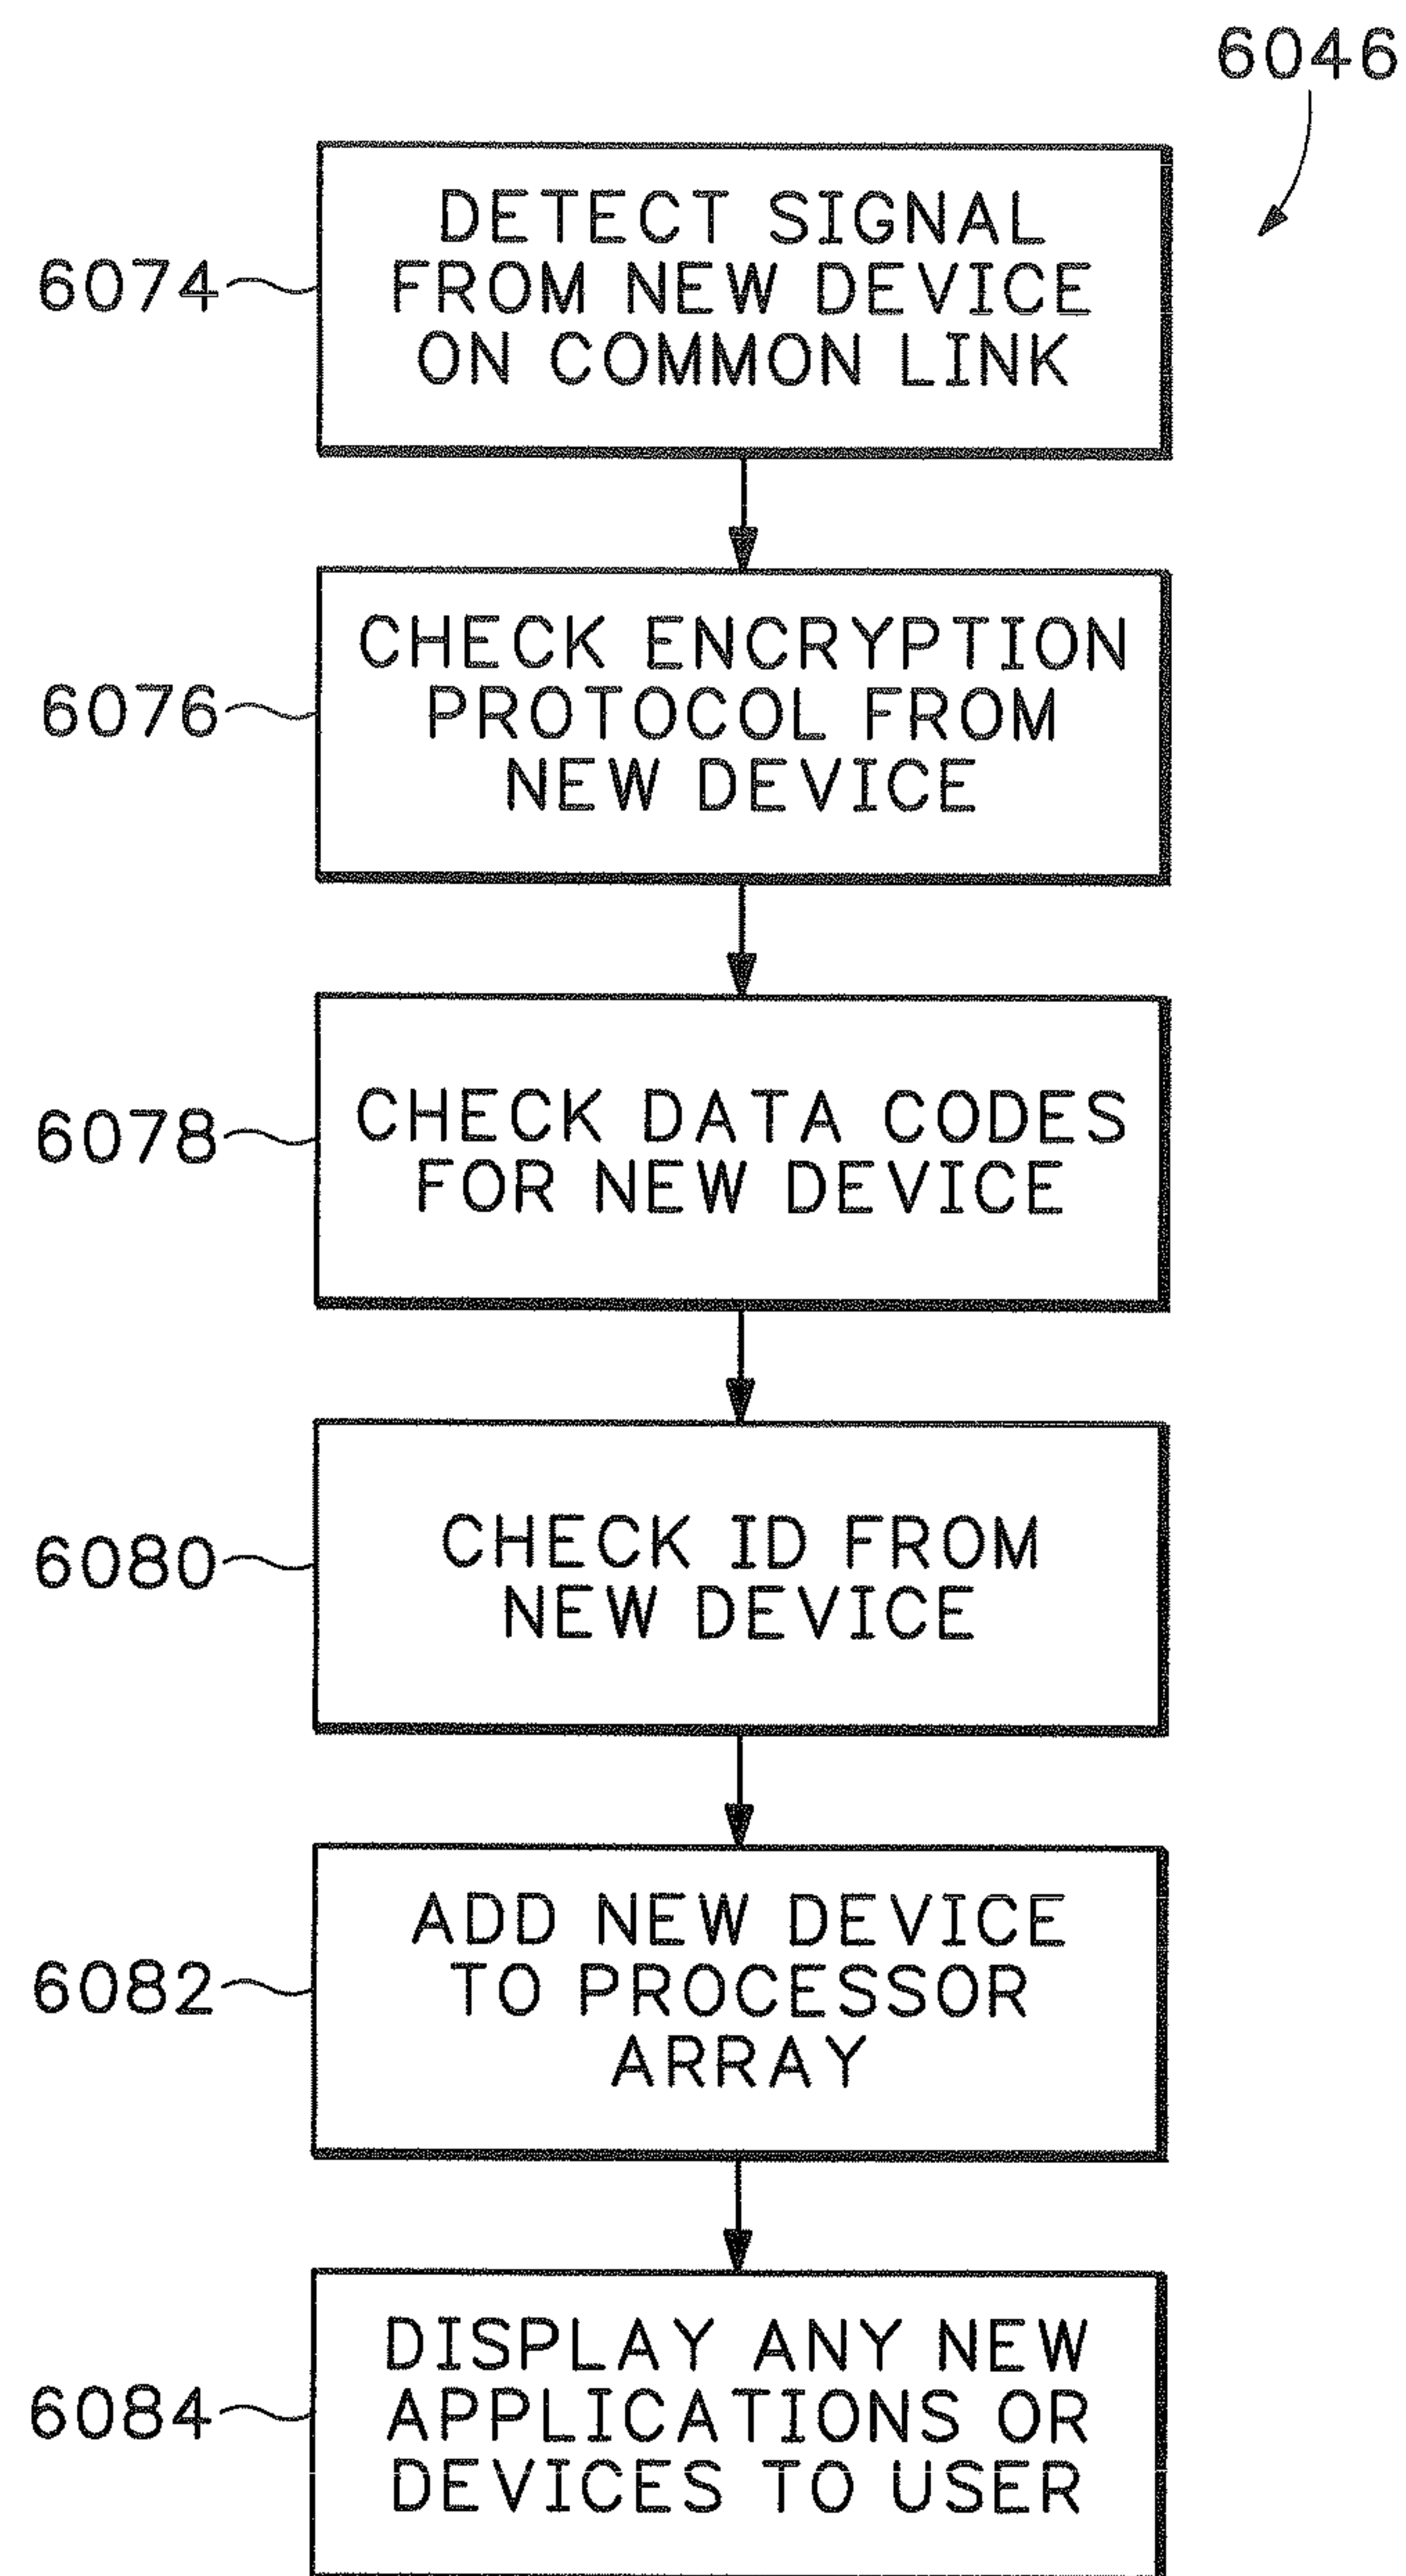 6046
DETECT SIGNAL
FROM NEW DEVICE
ON COMMON LINK
6074
CHECK ENCRYPTION
PROTOCOL FROM
NEW DEVICE
6076
CHECK DATA CODES
FOR NEW DEVICE
6078
CHECK ID FROM
NEW DEVICE
6080
ADD NEW DEVICE
TO PROCESSOR
ARRAY
6082
DISPLAY ANY NEW
APPLICATIONS OR
DEVICES TO USER
6084